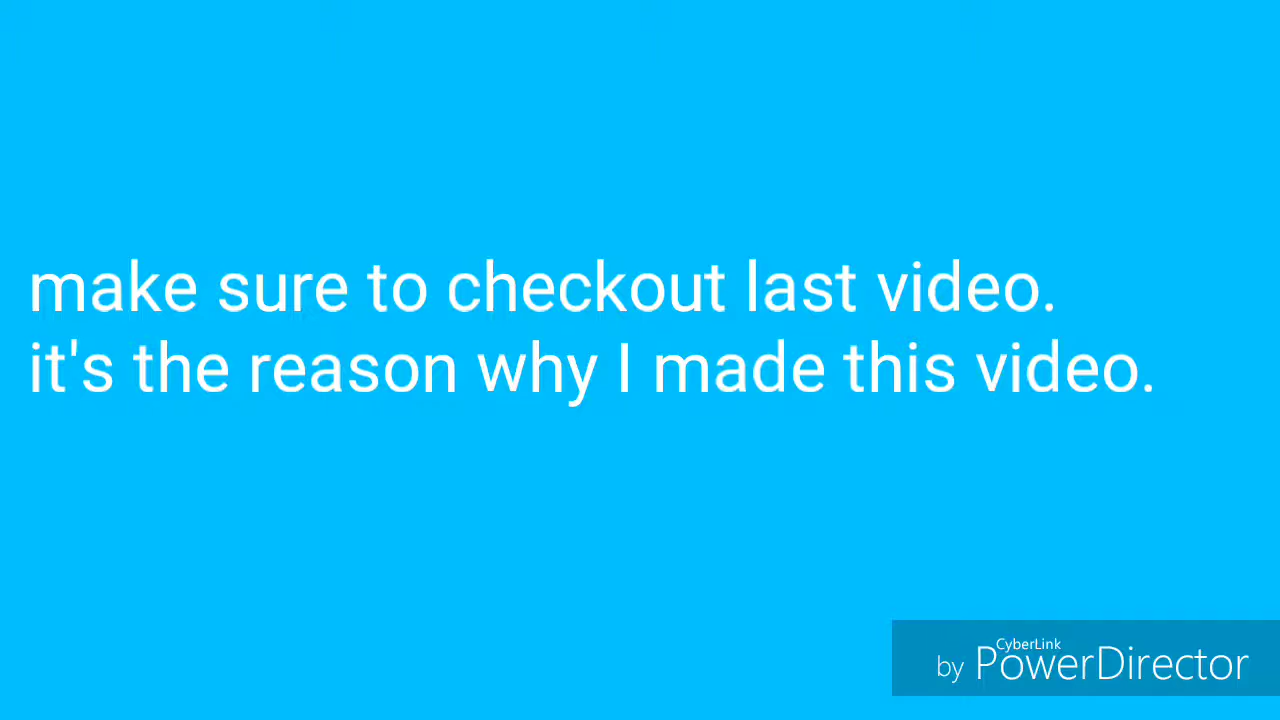 make sure to checkout last video.
it's the reason why I made this video.
CyberLink
by PowerDirector